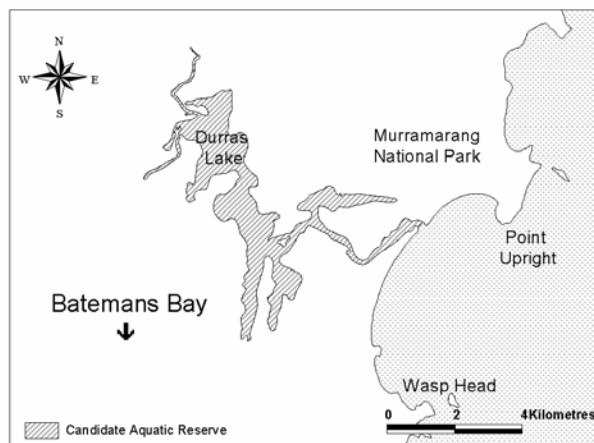 N
W E
S
Durras
Lake
Murramarang
National Park
Point
Upright
Batemans Bay
Wasp Head
0 2 4Kilometres
Candidate Aquatic Reserve